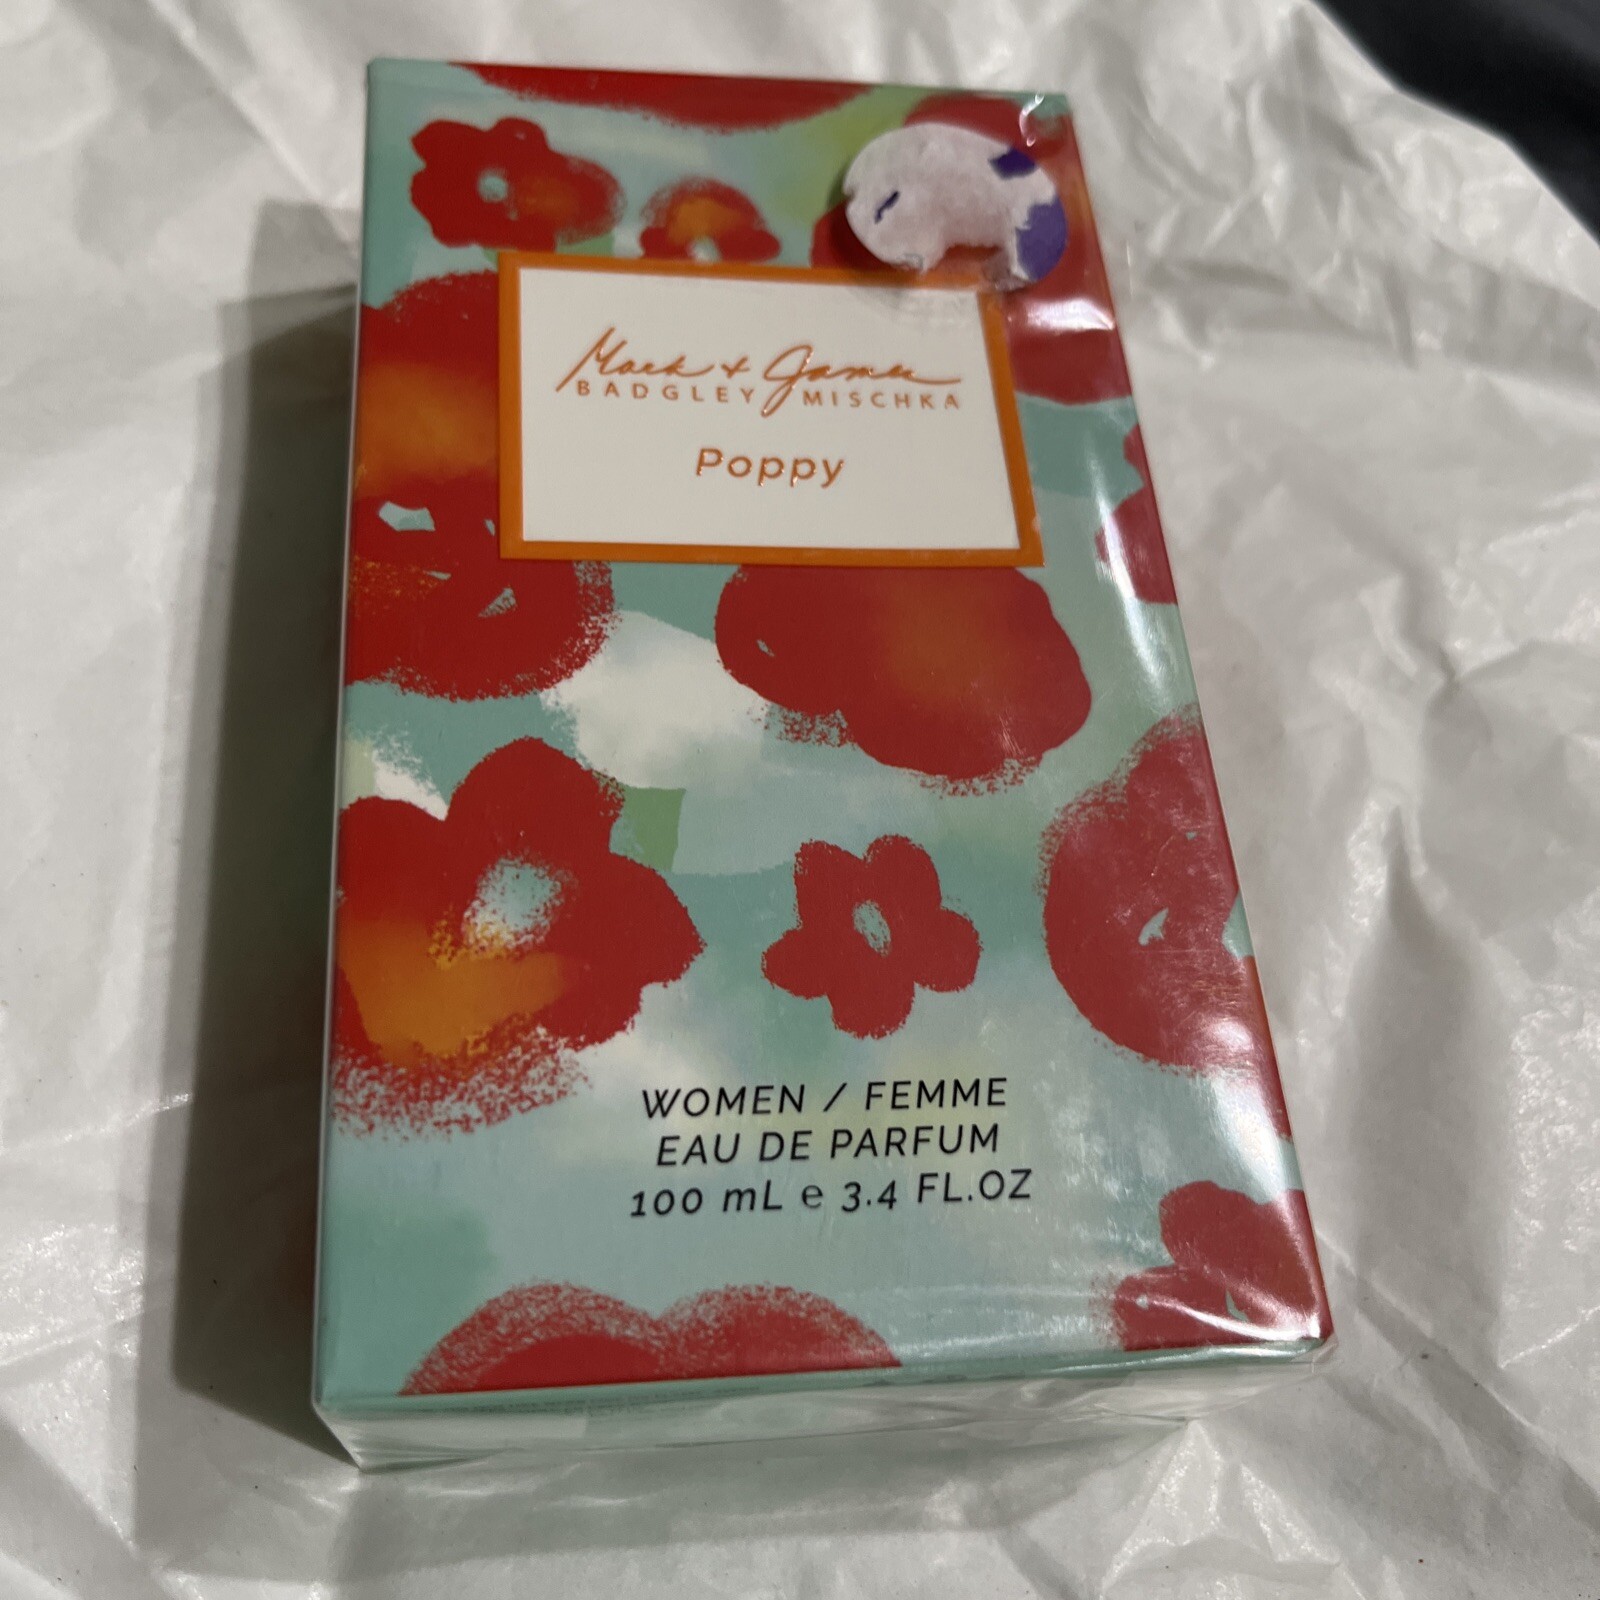 Mark + James
BADGLEY MISCHKA
Poppy
WOMEN / FEMME
EAU DE PARFUM
100 mL e 3.4 FL.OZ